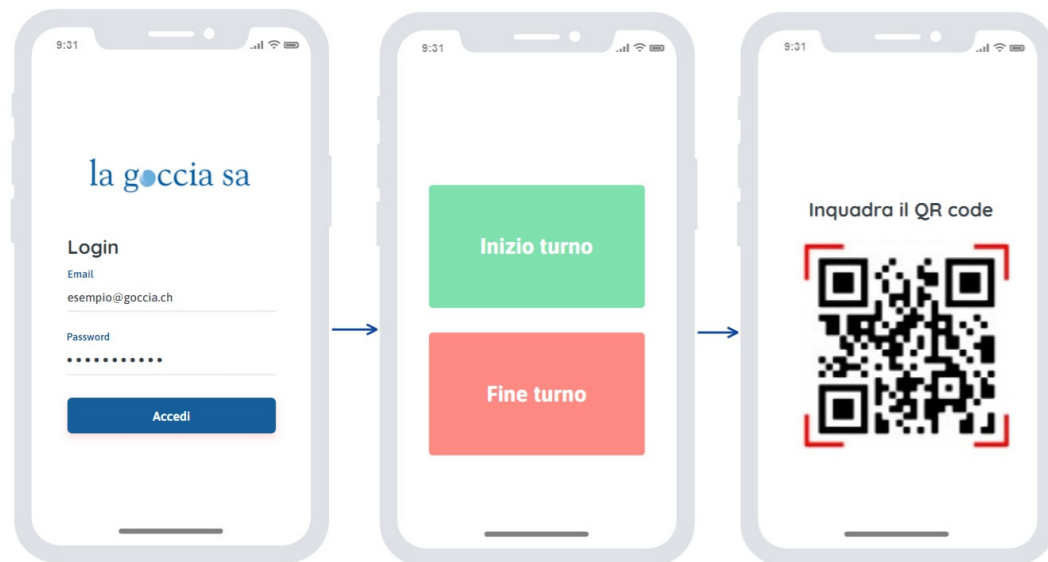 9:31
la goccia sa
Login
Email
esempio@goccia.ch
Password
Accedi
9:31
Inizio turno
Fine turno
9:31
Inquadra il QR code